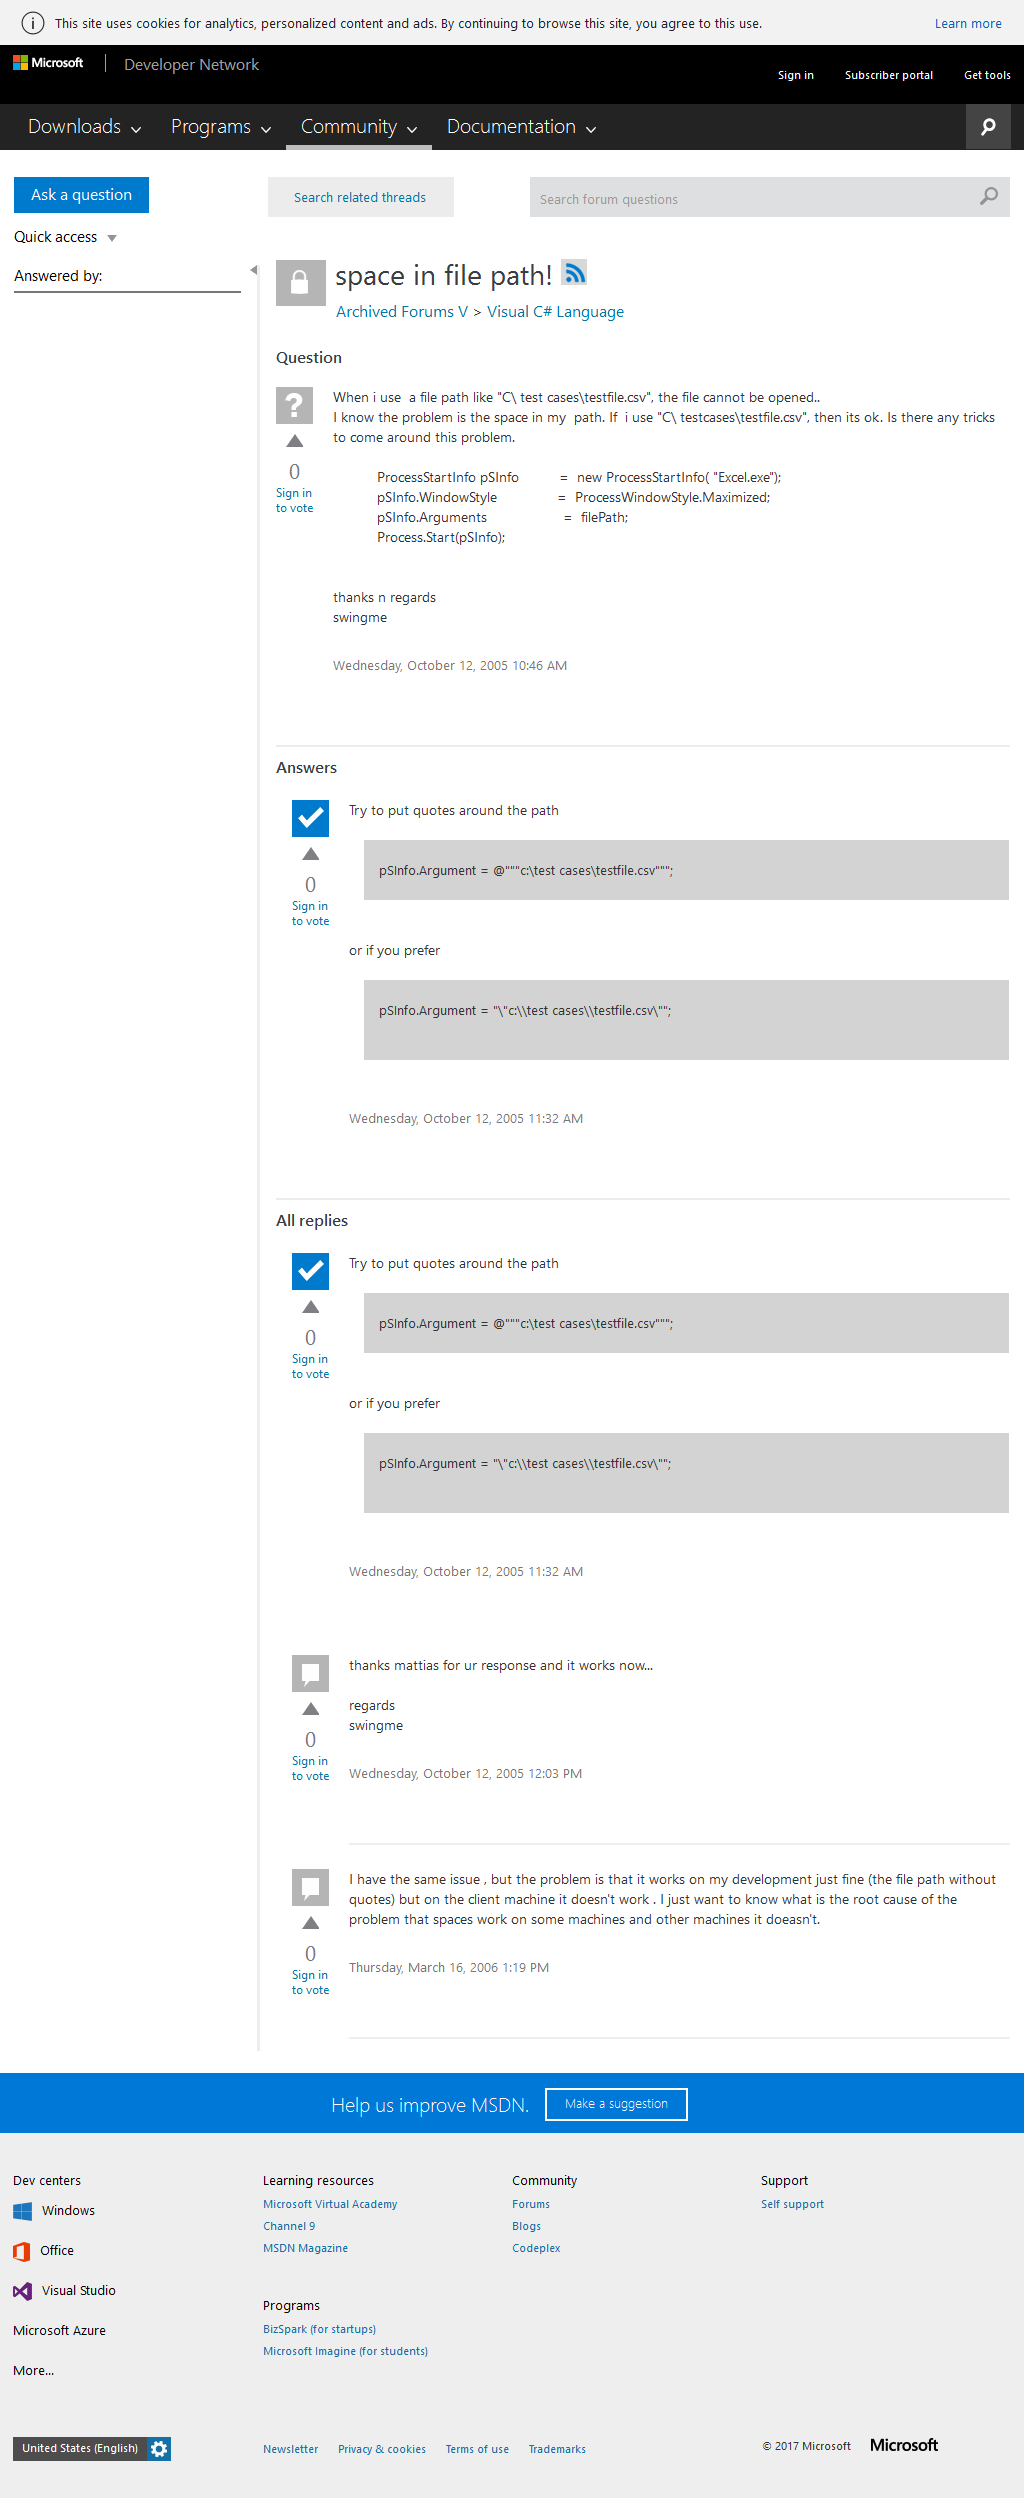 This site uses cookies for analytics, personalized content and ads. By continuing to browse this site, you agree to this use.
Learn more
Microsoft
Developer Network
Sign in
Subscriber portal
Get tools
Downloads
Programs
Community
Documentation
Ask a question
Search related threads
Search forum questions
Quick access
Answered by:
space in file path!
Archived Forums V > Visual C# Language
Question
When i use  a file path like "C\ test cases\testfile.csv", the file cannot be opened..
I know the problem is the space in my  path. If  i use "C\ testcases\testfile.csv", then its ok. Is there any tricks
to come around this problem.
0
Sign in
to vote
ProcessStartInfo pSInfo = new ProcessStartInfo( "Excel.exe");
pSInfo.WindowStyle = ProcessWindowStyle.Maximized;
pSInfo.Arguments = filePath;
Process.Start(pSInfo);
thanks n regards
swingme
Wednesday, October 12, 2005 10:46 AM
Answers
Try to put quotes around the path
0
Sign in
to vote
pSInfo.Argument = @"""c:\test cases\testfile.csv""";
or if you prefer
pSInfo.Argument = "\"c:\\test cases\\testfile.csv\"";
Wednesday, October 12, 2005 11:32 AM
All replies
Try to put quotes around the path
0
Sign in
to vote
pSInfo.Argument = @"""c:\test cases\testfile.csv""";
or if you prefer
pSInfo.Argument = "\"c:\\test cases\\testfile.csv\"";
Wednesday, October 12, 2005 11:32 AM
thanks mattias for ur response and it works now...
regards
swingme
0
Sign in
to vote
Wednesday, October 12, 2005 12:03 PM
I have the same issue , but the problem is that it works on my development just fine (the file path without
quotes) but on the client machine it doesn't work . I just want to know what is the root cause of the
problem that spaces work on some machines and other machines it doeasn't.
0
Sign in
to vote
Thursday, March 16, 2006 1:19 PM
Help us improve MSDN.
Make a suggestion
Dev centers
Windows
Office
Visual Studio
Microsoft Azure
More...
Learning resources
Microsoft Virtual Academy
Channel 9
MSDN Magazine
Programs
BizSpark (for startups)
Microsoft Imagine (for students)
Community
Forums
Blogs
Codeplex
Support
Self support
United States (English)
Newsletter
Privacy & cookies
Terms of use
Trademarks
© 2017 Microsoft
Microsoft